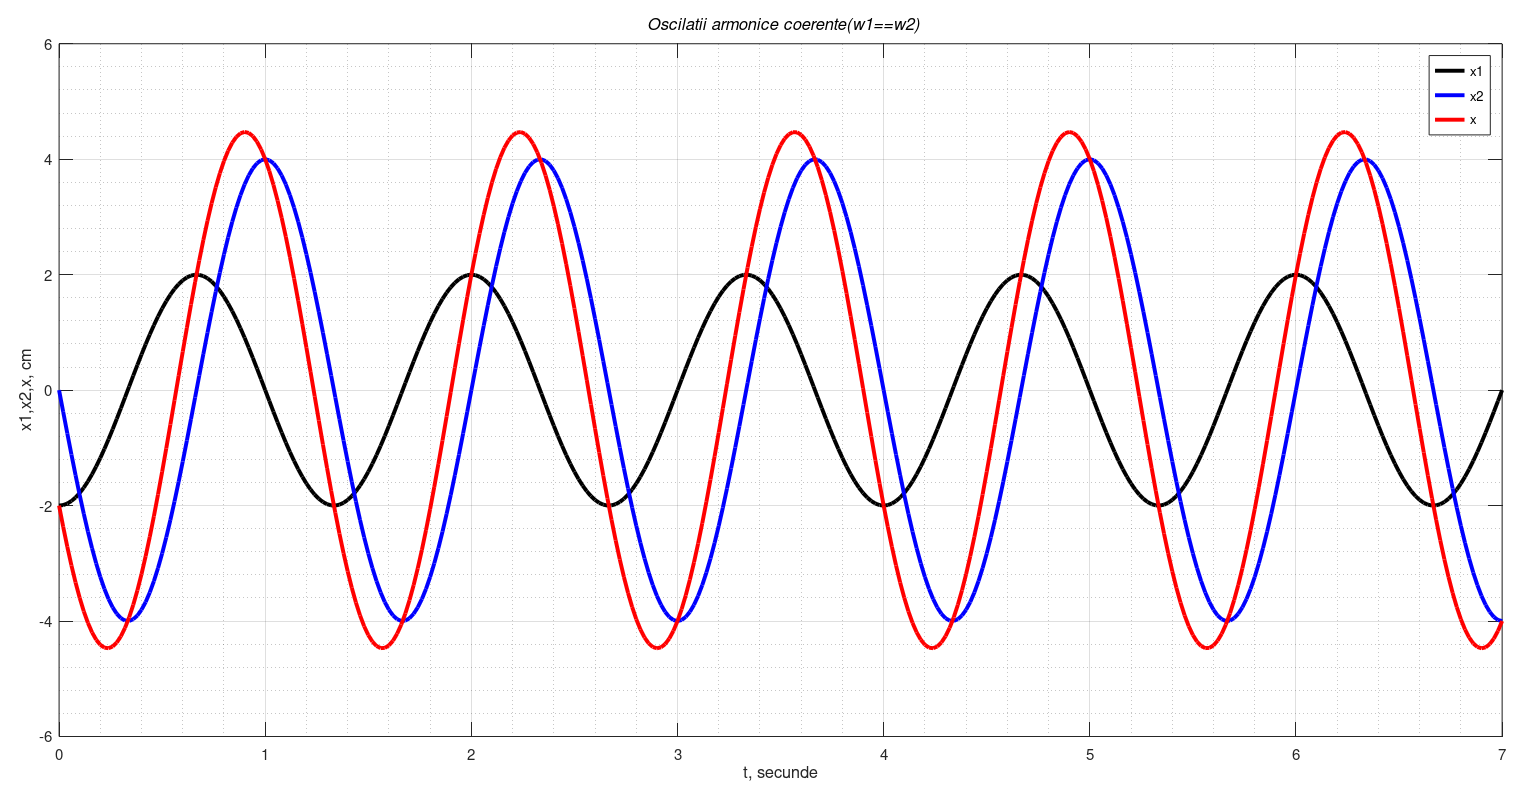 Oscilatii armonice coerente(w1==w2)
x1
x2
x
6
4
2
0
-2
-4
-6
x1,x2,x, cm
0 1 2 3 4 5 6 7
t, secunde